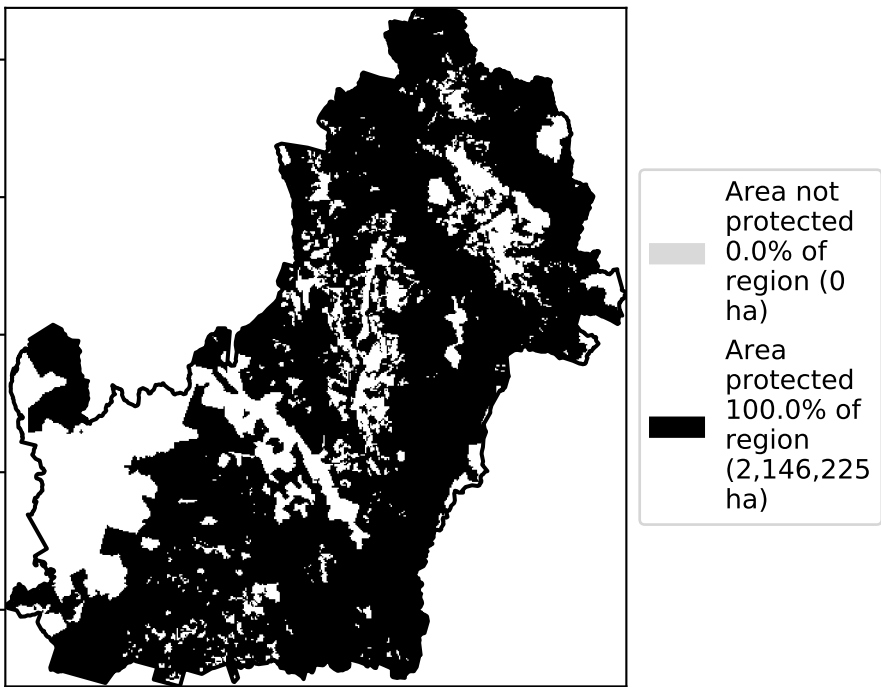 Area not
protected
0.0% of
region (0
ha)
Area
protected
100.0% of
region
(2,146,225
ha)